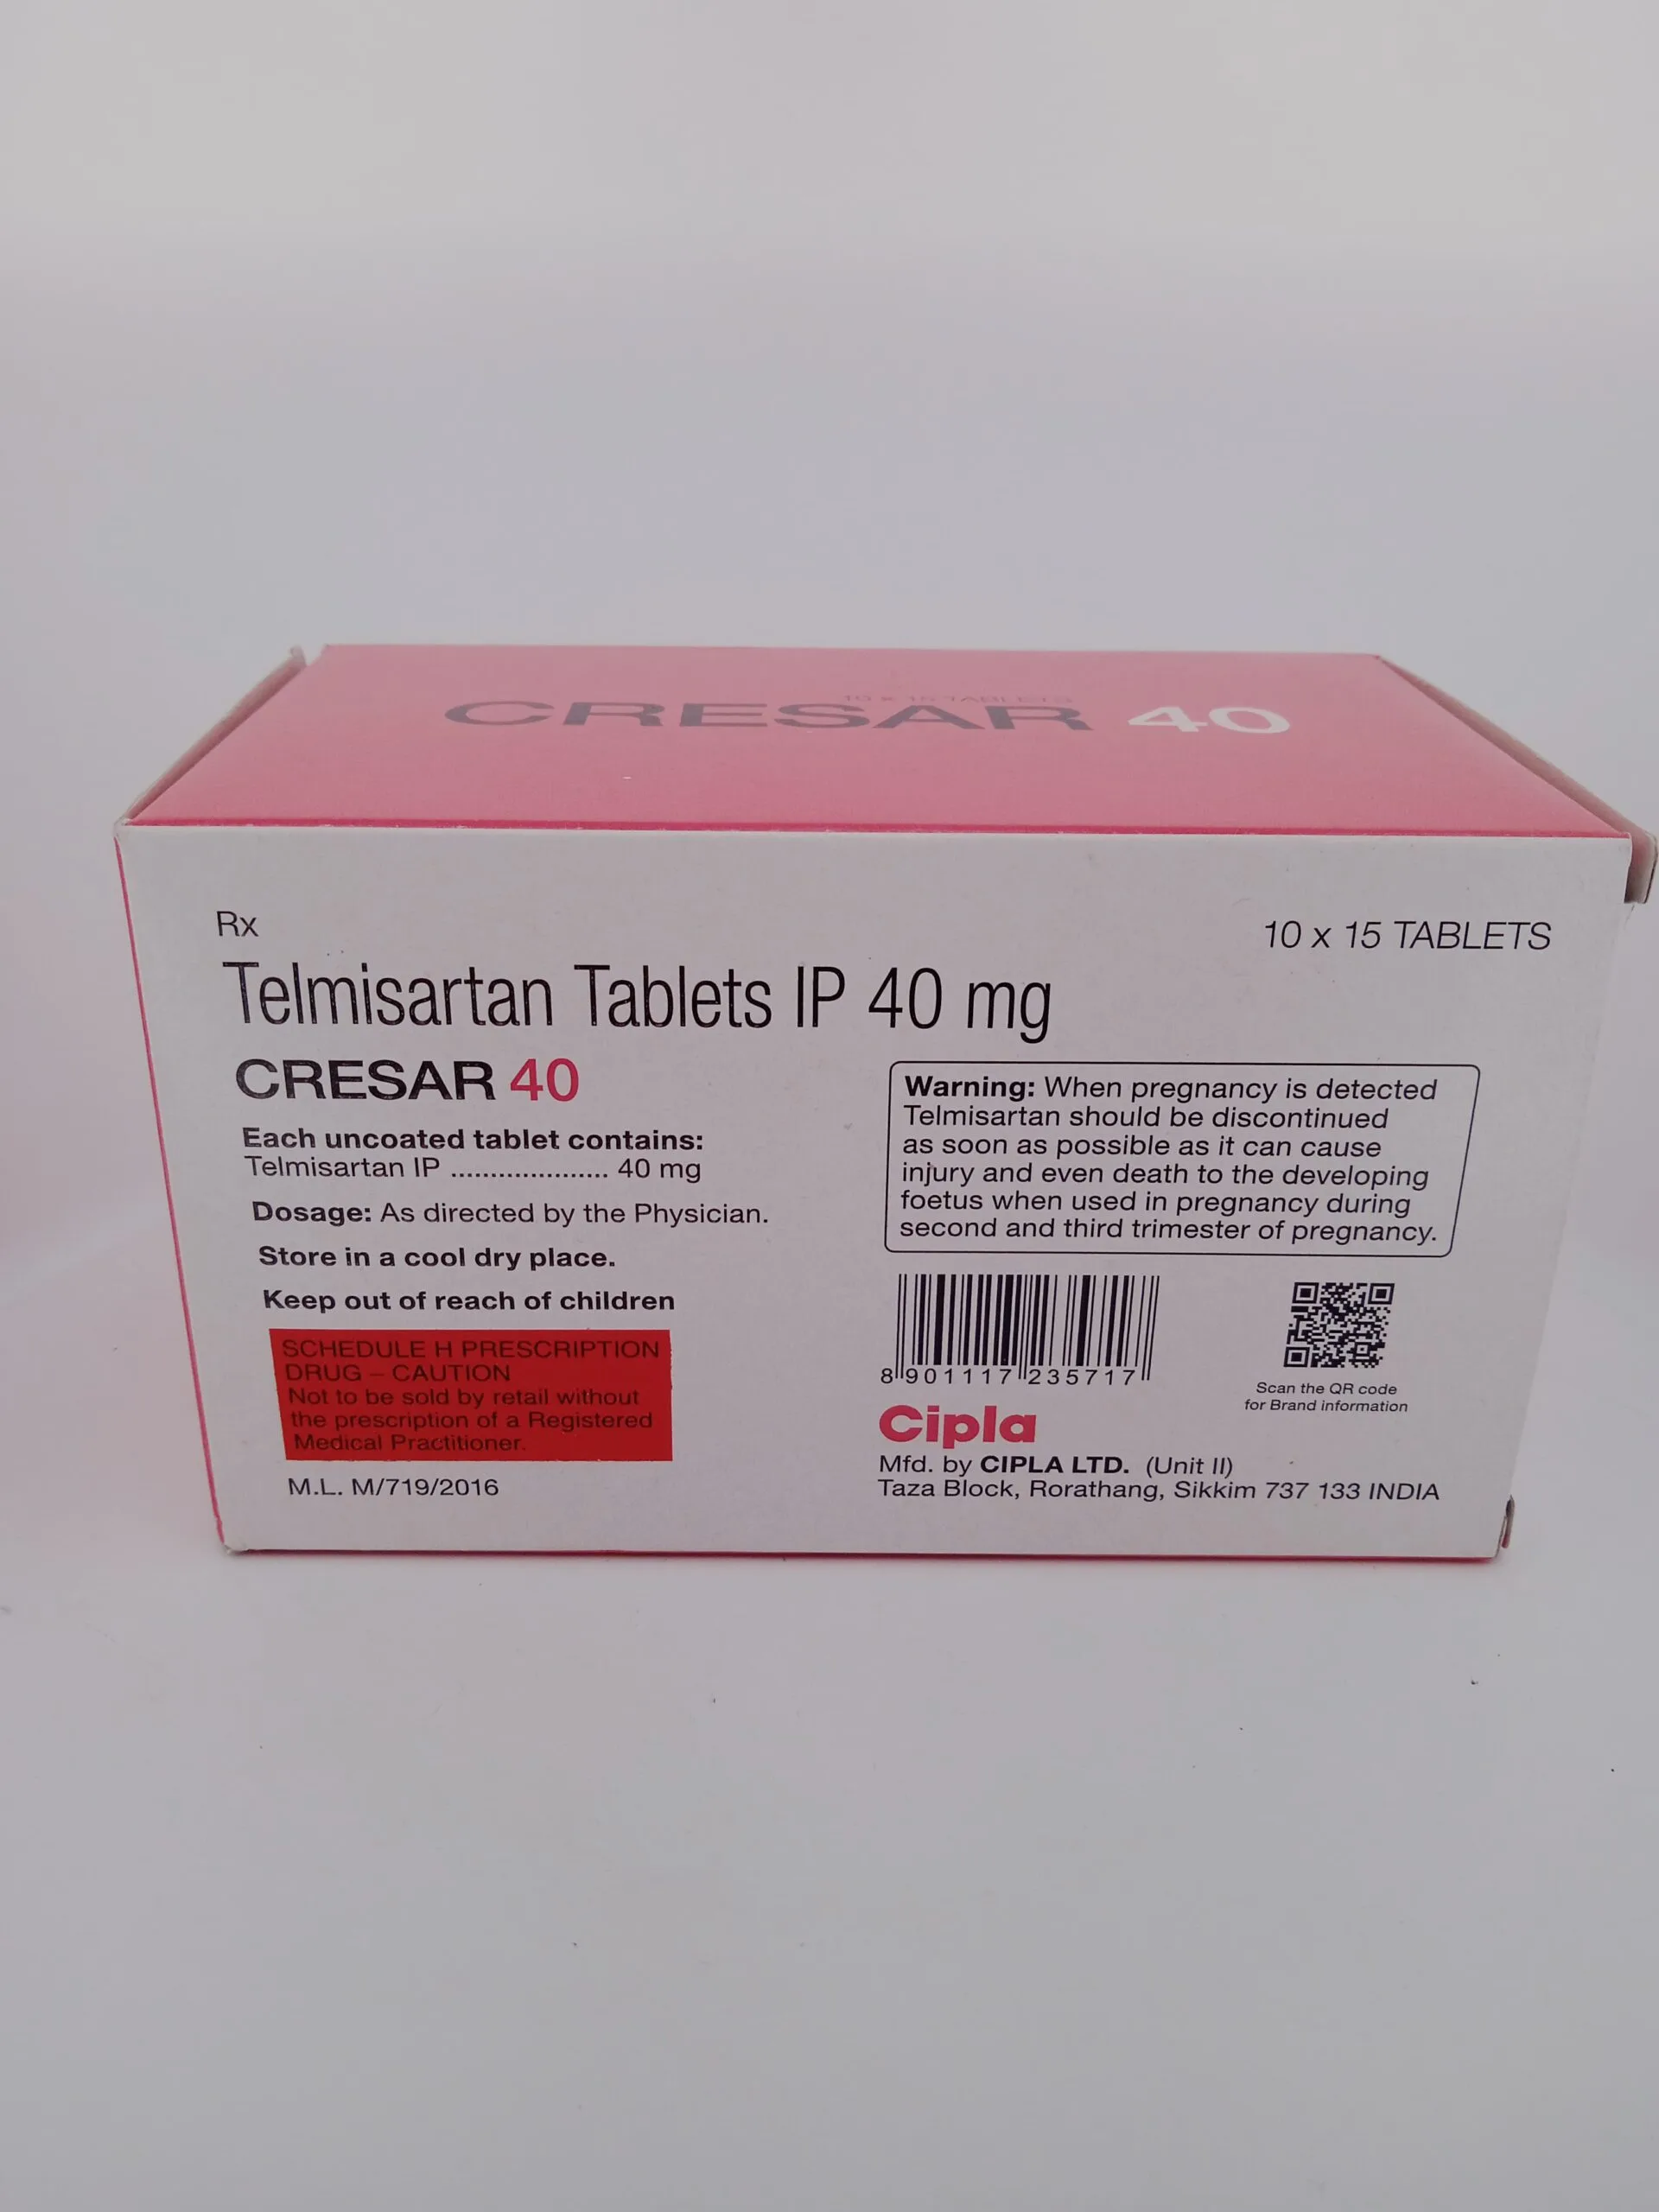 10 x 15 TABLETS
CRESAR 40
Rx
10 x 15 TABLETS
Telmisartan Tablets IP 40 mg
CRESAR 40
Each uncoated tablet contains:
Telmisartan IP .................... 40 mg
Dosage: As directed by the Physician.
Store in a cool dry place.
Keep out of reach of children
SCHEDULE H PRESCRIPTION
DRUG – CAUTION
Not to be sold by retail without
the prescription of a Registered
Medical Practitioner.
M.L. M/719/2016
Warning: When pregnancy is detected
Telmisartan should be discontinued
as soon as possible as it can cause
injury and even death to the developing
foetus when used in pregnancy during
second and third trimester of pregnancy.
8 901117 235717
Scan the QR code
for Brand information
Cipla
Mfd. by CIPLA LTD. (Unit II)
Taza Block, Rorathang, Sikkim 737 133 INDIA